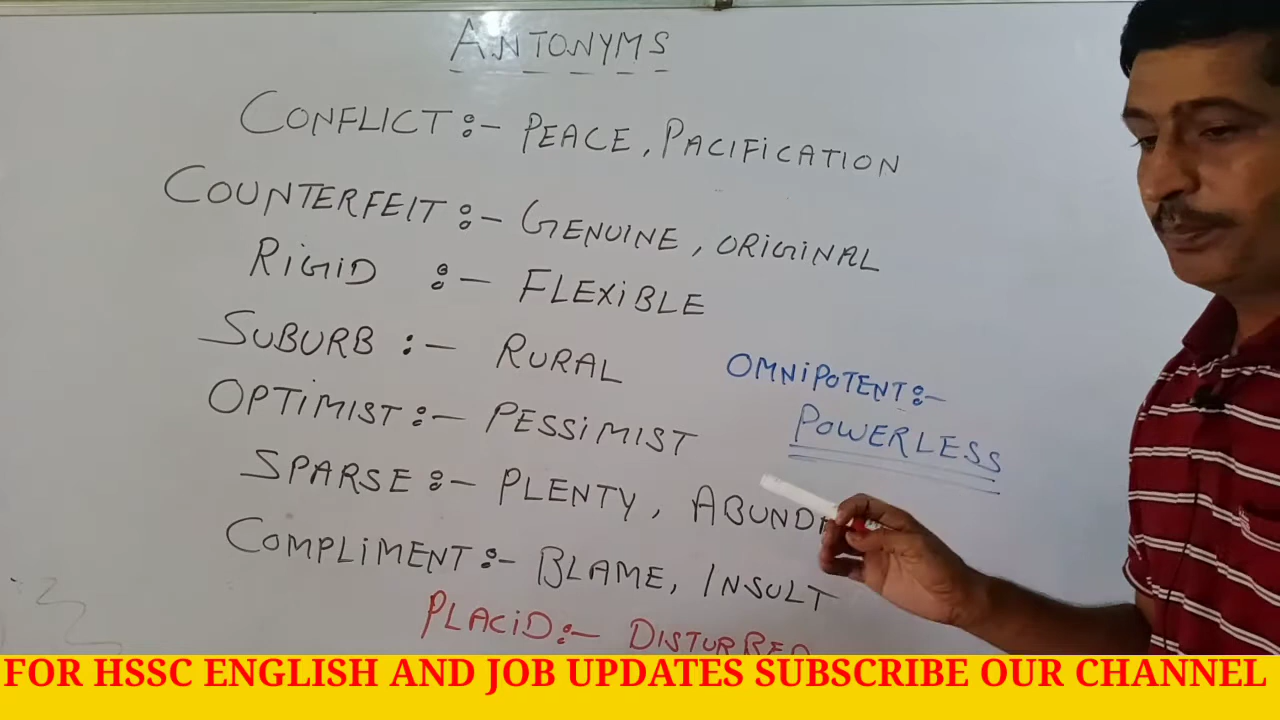 ANTONYMS
CONFLICT :- PEACE, PACIFICATION
COUNTERFEIT :- GENUINE, ORIGINAL
RIGID :- FLEXIBLE
SUBURB :- RURAL
OMNIPOTENT :-
POWERLESS
OPTIMIST :- PESSIMIST
SPARSE :- PLENTY, ABUND
COMPLIMENT :- BLAME, INSULT
PLACID :- DISTURBED
FOR HSSC ENGLISH AND JOB UPDATES SUBSCRIBE OUR CHANNEL